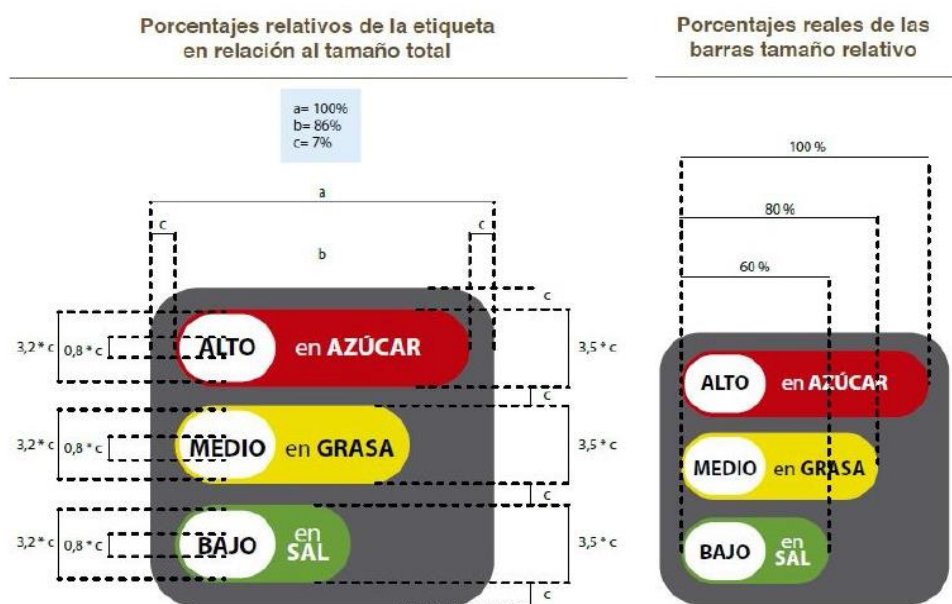 Porcentajes relativos de la etiqueta
en relación al tamaño total
a= 100%
b= 86%
c= 7%
a
c
c
b
c
3,2 * c
0,8 * c
ALTO
en AZÚCAR
3,5 * c
c
3,2 * c
0,8 * c
MEDIO
en GRASA
3,5 * c
c
3,2 * c
0,8 * c
BAJO
en
SAL
3,5 * c
c
Porcentajes reales de las
barras tamaño relativo
100 %
80 %
60 %
ALTO
en AZÚCAR
MEDIO
en GRASA
BAJO
en
SAL